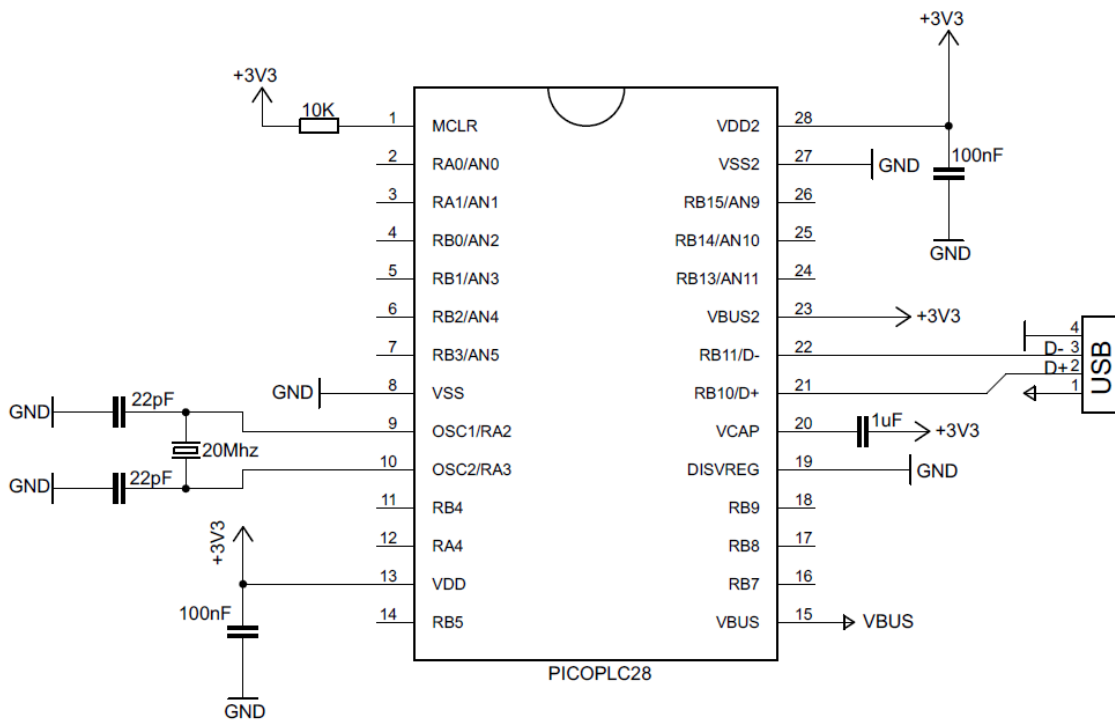 +3V3
+3V3
10K
1 MCLR VDD2 28
2 RA0/AN0 VSS2 27 GND 100nF
3 RA1/AN1 RB15/AN9 26
4 RB0/AN2 RB14/AN10 25
GND
5 RB1/AN3 RB13/AN11 24
6 RB2/AN4 VBUS2 23 +3V3
7 RB3/AN5 RB11/D- 22
4
D- 3
D+ 2
1
USB
GND 8 VSS RB10/D+ 21
GND 22pF
9 OSC1/RA2 VCAP 20 1uF +3V3
20Mhz
GND 22pF
10 OSC2/RA3 DISVREG 19 GND
11 RB4 RB9 18
+3V3
12 RA4 RB8 17
13 VDD RB7 16
100nF
14 RB5 VBUS 15 VBUS
GND
PICOPLC28